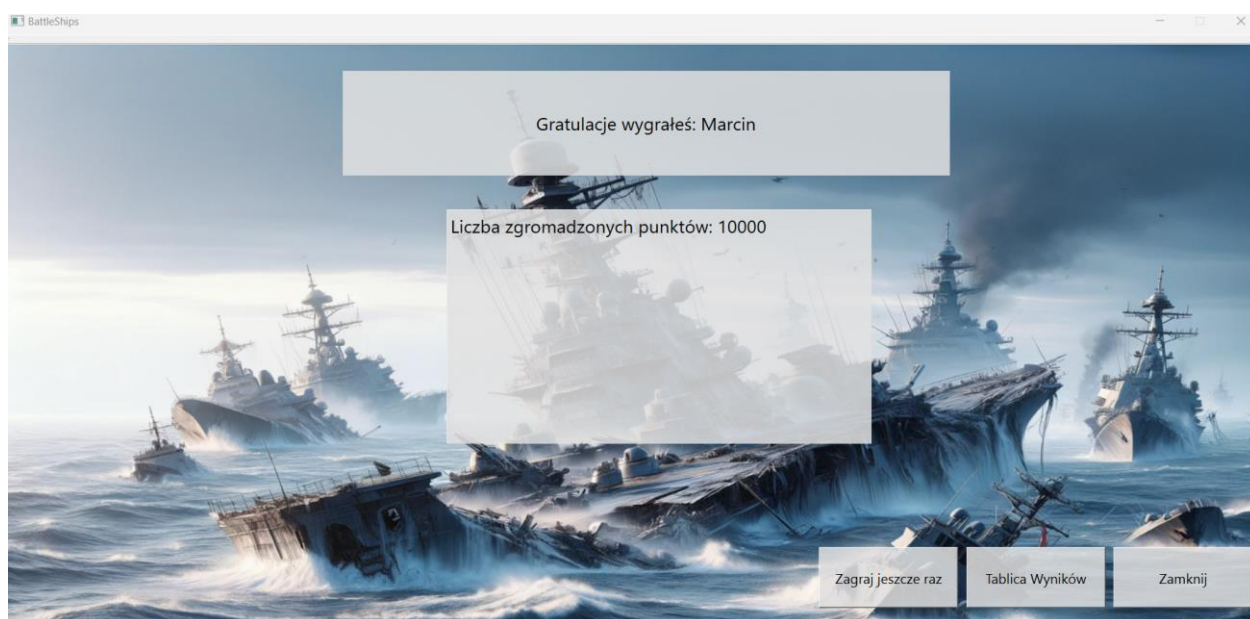 BattleShips
Gratulacje wygrałeś: Marcin
Liczba zgromadzonych punktów: 10000
Zagraj jeszcze raz
Tablica Wyników
Zamknij